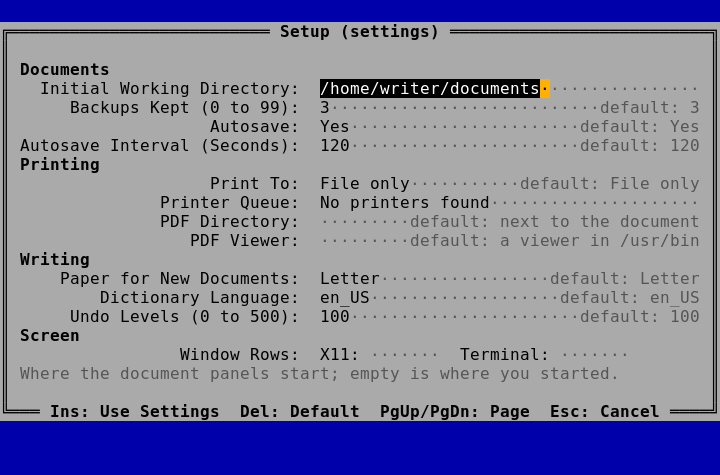 Setup (settings)
Documents
Initial Working Directory: /home/writer/documents················
Backups Kept (0 to 99): 3···························default: 3
Autosave: Yes·······················default: Yes
Autosave Interval (Seconds): 120·······················default: 120
Printing
Print To: File only···········default: File only
Printer Queue: No printers found·····················
PDF Directory: ·········default: next to the document
PDF Viewer: ·········default: a viewer in /usr/bin
Writing
Paper for New Documents: Letter·················default: Letter
Dictionary Language: en_US···················default: en_US
Undo Levels (0 to 500): 100·······················default: 100
Screen
Window Rows: X11: ······· Terminal: ·······
Where the document panels start; empty is where you started.
Ins: Use Settings Del: Default PgUp/PgDn: Page Esc: Cancel